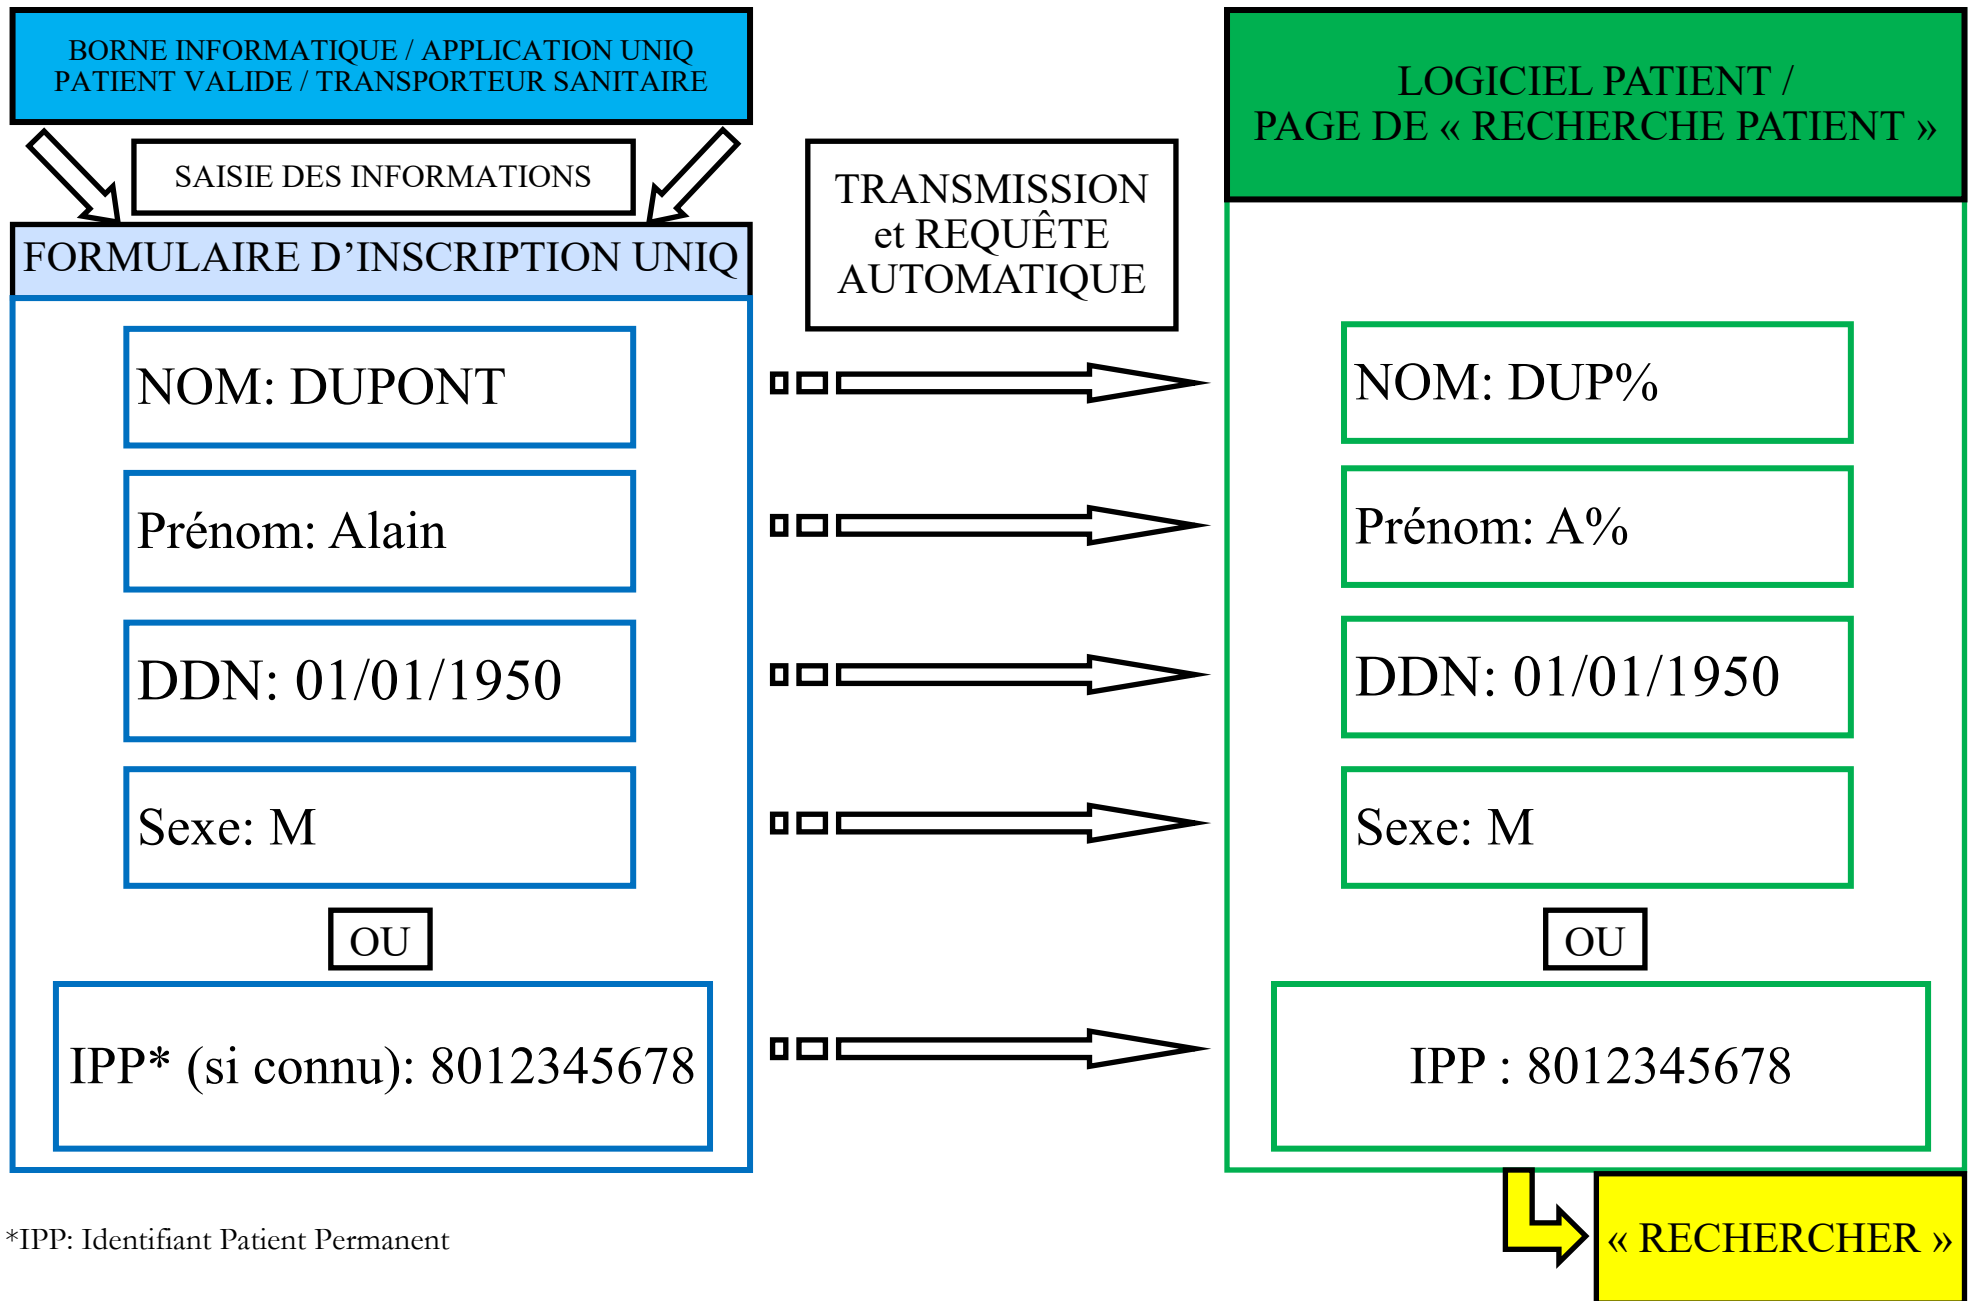 BORNE INFORMATIQUE / APPLICATION UNIQ
PATIENT VALIDE / TRANSPORTEUR SANITAIRE
SAISIE DES INFORMATIONS
FORMULAIRE D’INSCRIPTION UNIQ
NOM: DUPONT
Prénom: Alain
DDN: 01/01/1950
Sexe: M
OU
IPP* (si connu): 8012345678
*IPP: Identifiant Patient Permanent
TRANSMISSION
et REQUÊTE
AUTOMATIQUE
LOGICIEL PATIENT /
PAGE DE « RECHERCHE PATIENT »
NOM: DUP%
Prénom: A%
DDN: 01/01/1950
Sexe: M
OU
IPP : 8012345678
« RECHERCHER »